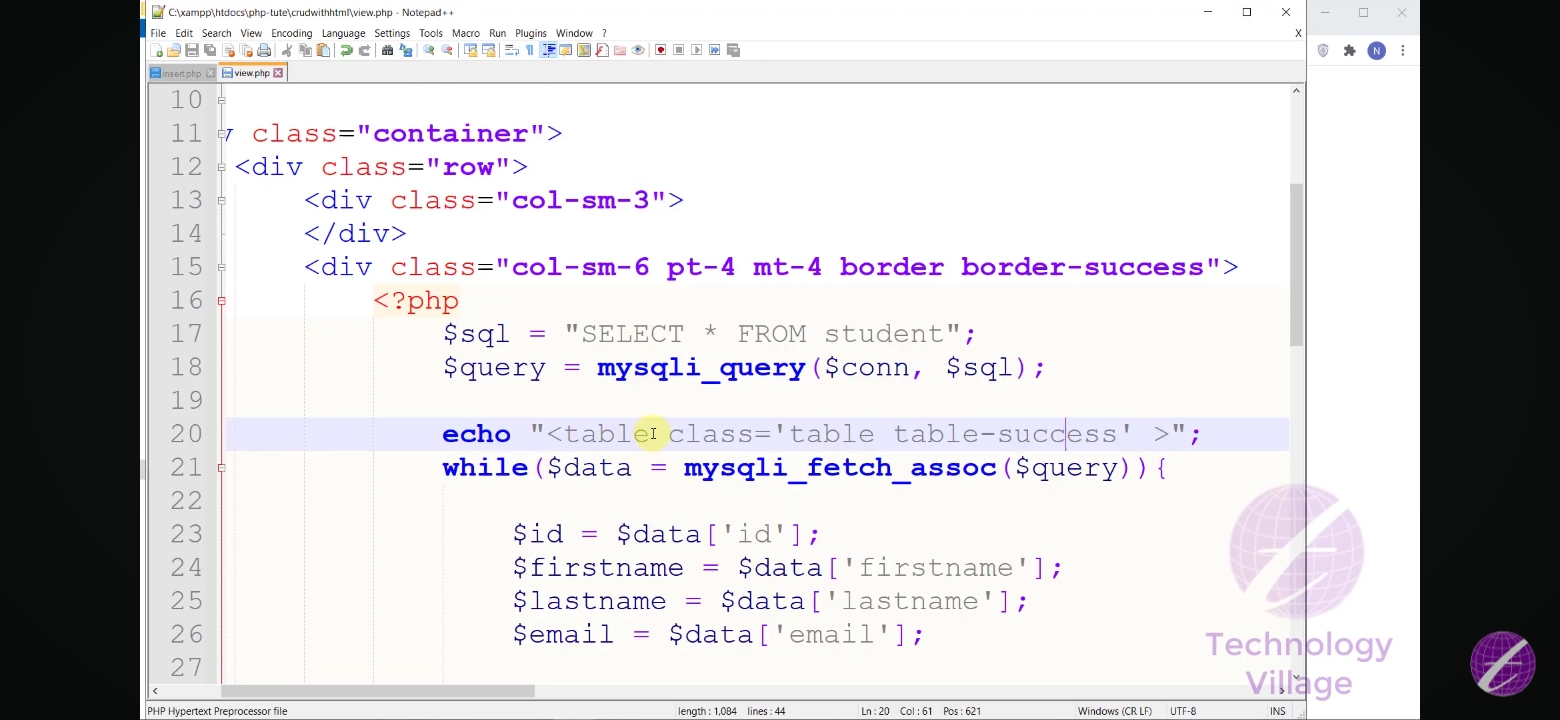 C:\xampp\htdocs\php-tute\crudwithhtml\view.php - Notepad++
File Edit Search View Encoding Language Settings Tools Macro Run Plugins Window ? X
N
insert.php view.php
10
11 class="container">
12 <div class="row">
13 <div class="col-sm-3">
14 </div>
15 <div class="col-sm-6 pt-4 mt-4 border border-success">
16 <?php
17 $sql = "SELECT * FROM student";
18 $query = mysqli_query($conn, $sql);
19
20 echo "<table class='table table-success' >";
21 while($data = mysqli_fetch_assoc($query)){
22
23 $id = $data['id'];
24 $firstname = $data['firstname'];
25 $lastname = $data['lastname'];
26 $email = $data['email'];
27
Technology
Village
PHP Hypertext Preprocessor file length : 1,084 lines : 44 Ln : 20 Col : 61 Pos : 621 Windows (CR LF) UTF-8 INS